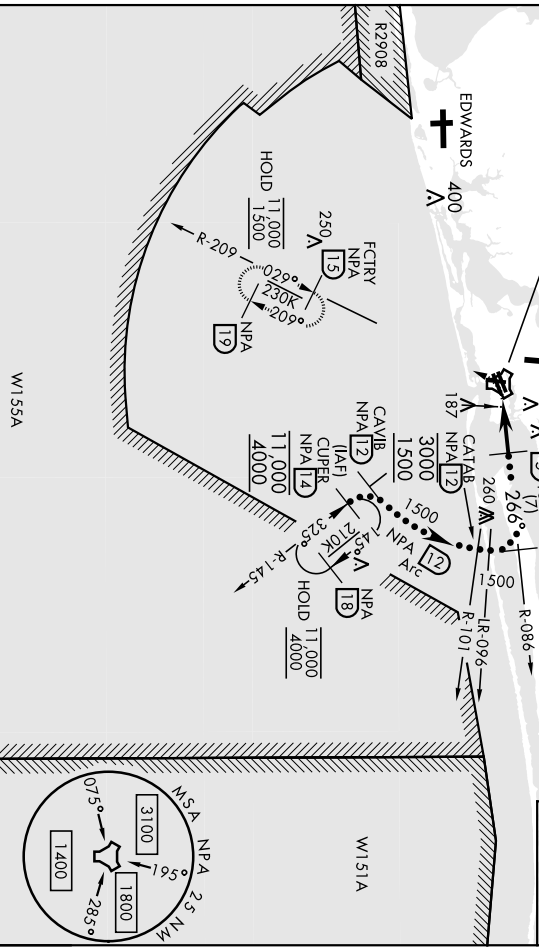 R2908
EDWARDS
400
HOLD
11,000
1500
R-209
250
FCTRY
NPA
15
029°
230K
209°
NPA
19
W155A
187
CATAB
NPA 12
3000
1500
CAVIB
NPA 12
11,000
4000
(IAF)
CUPER
NPA 14
260
(7)
266°
1500
NPA
12
Arc
1500
R-086
LR-096
R-101
325°
210K
145°
R-145
NPA
18
HOLD
11,000
4000
W151A
MSA NPA 25 NM
3100
1800
1400
075°
195°
285°